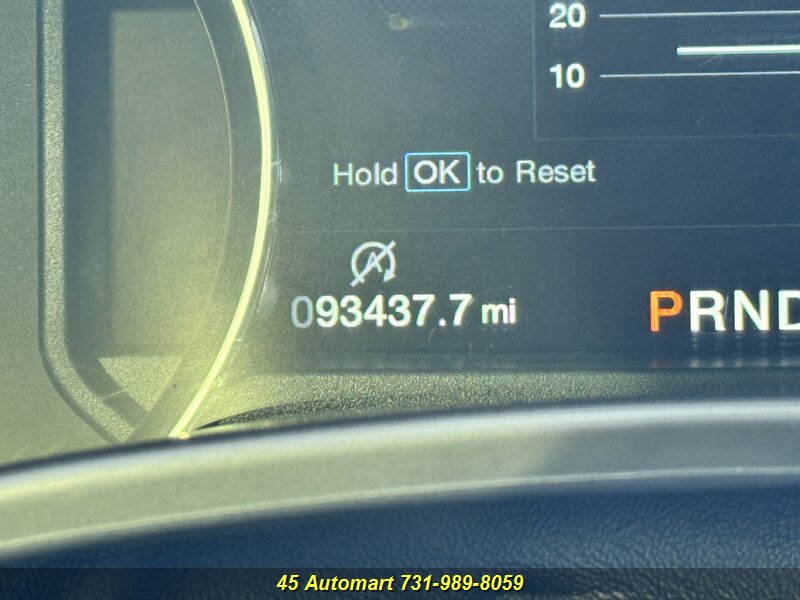 20
10
Hold OK to Reset
A
093437.7 mi
PRND
45 Automart 731-989-8059